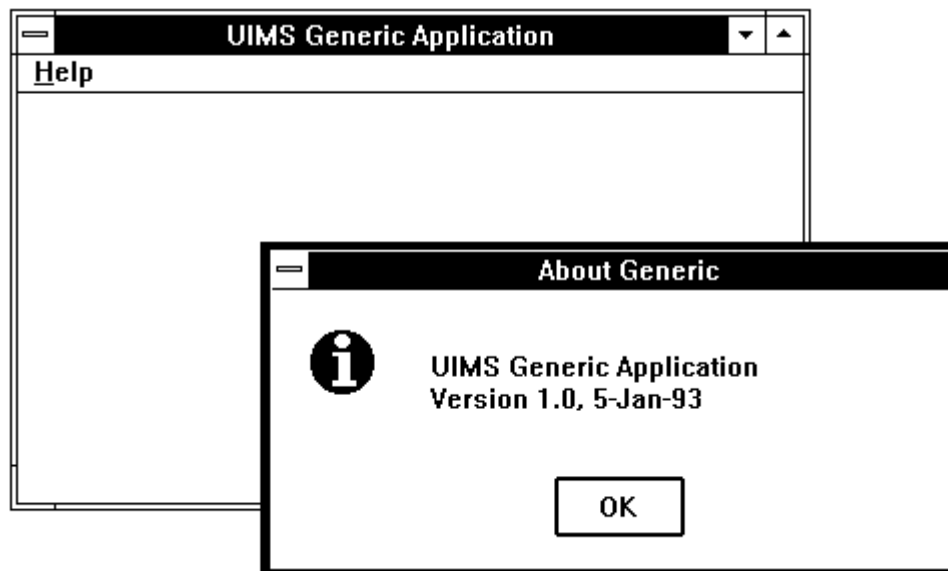 UIMS Generic Application
Help
About Generic
UIMS Generic Application
Version 1.0, 5-Jan-93
OK